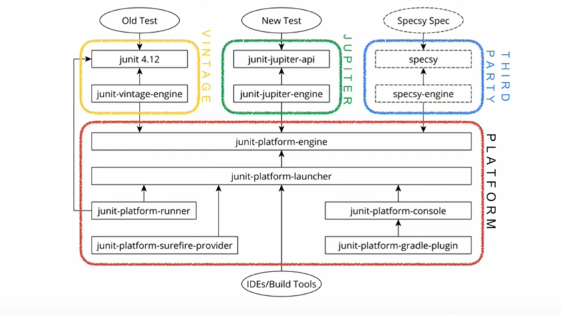 Old Test
New Test
Specsy Spec
VINTAGE
JUPITER
THIRD
PARTY
junit 4.12
junit-jupiter-api
specsy
junit-vintage-engine
junit-jupiter-engine
specsy-engine
PLATFORM
junit-platform-engine
junit-platform-launcher
junit-platform-runner
junit-platform-console
junit-platform-surefire-provider
junit-platform-gradle-plugin
IDEs/Build Tools